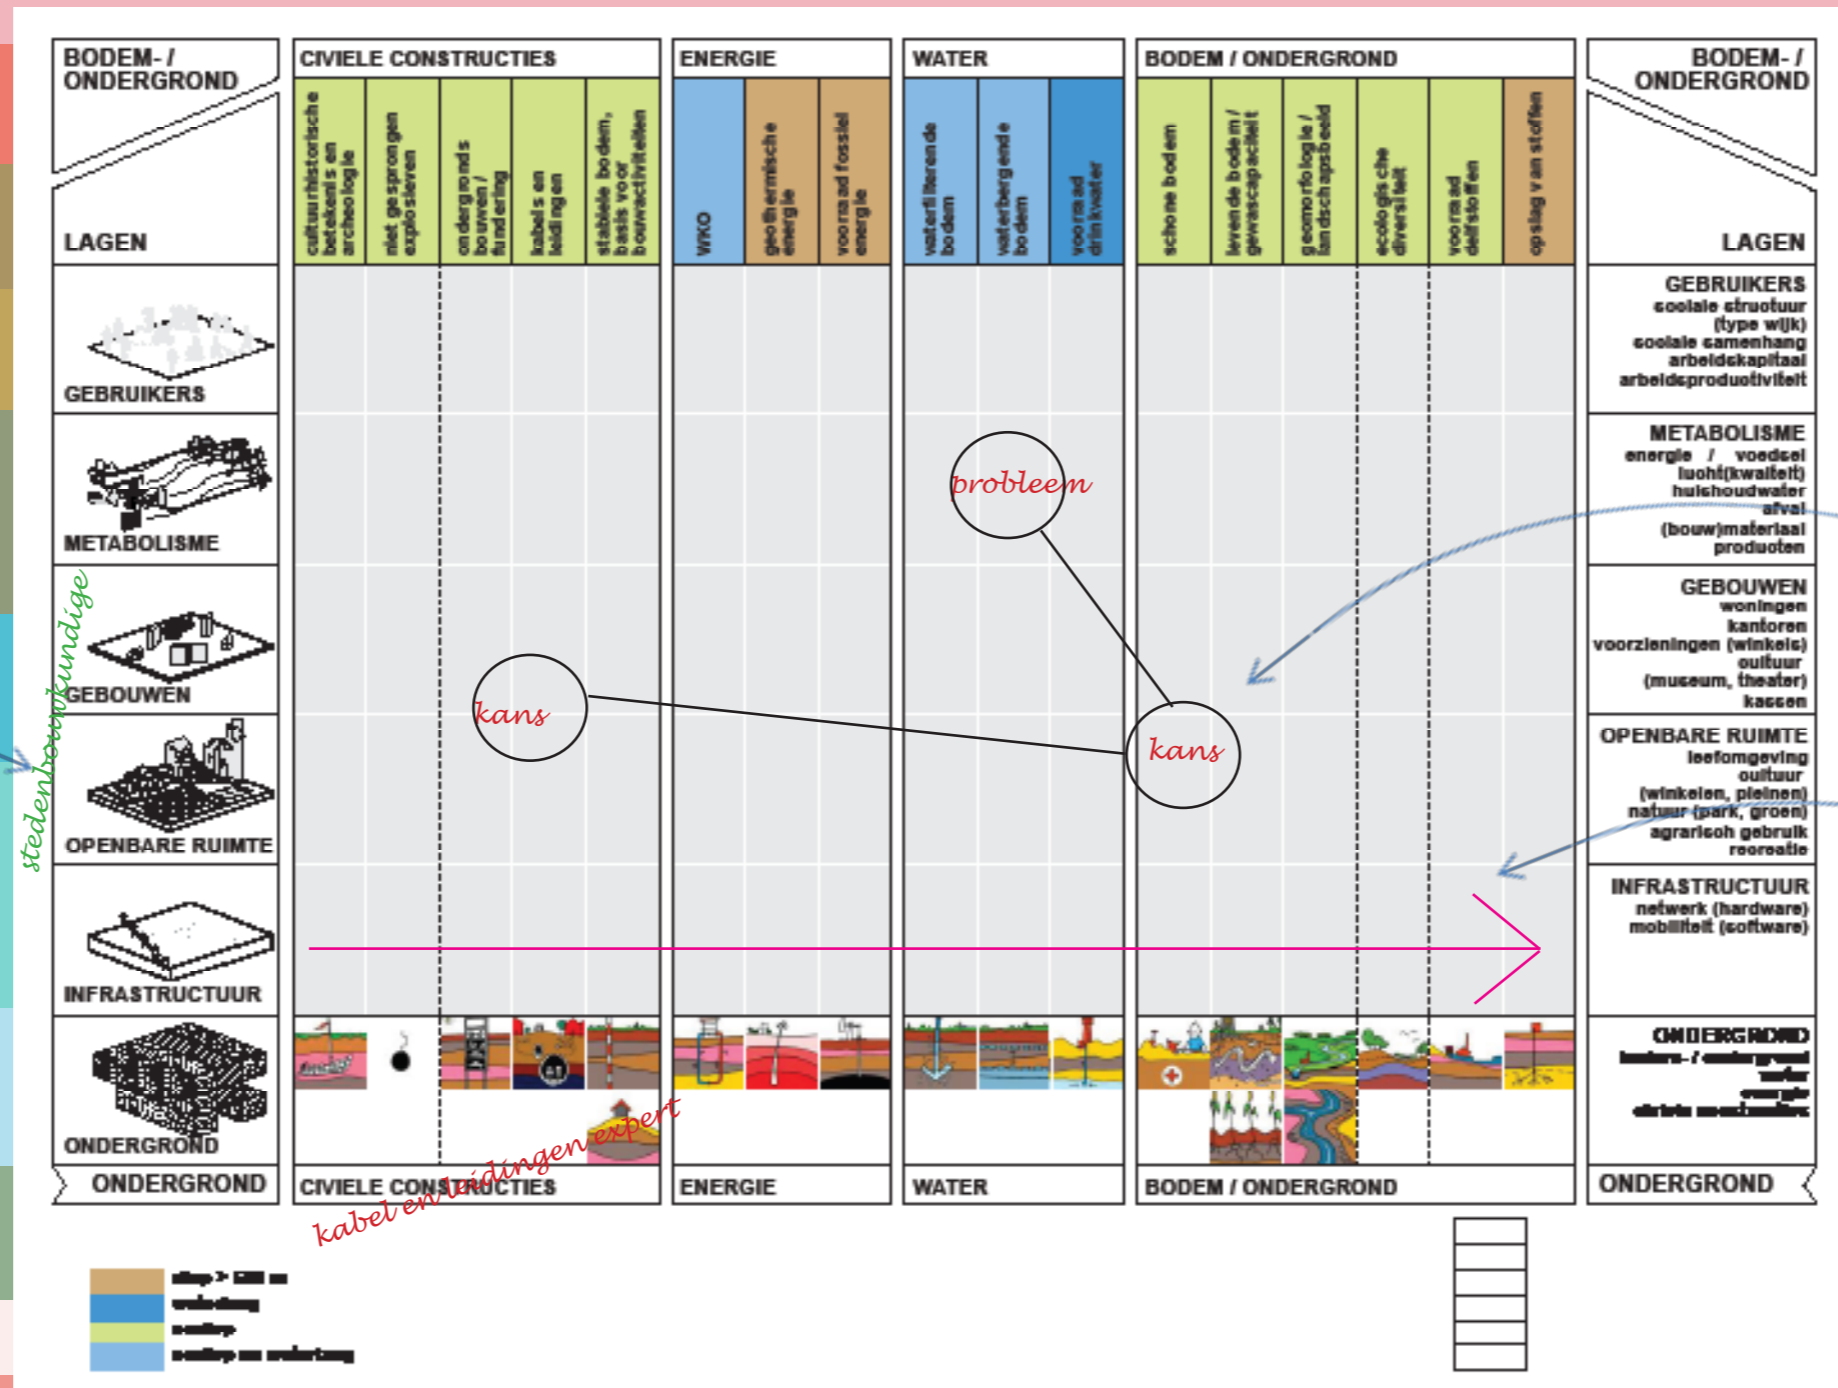 BODEM- /
ONDERGROND
LAGEN
CIVIELE CONSTRUCTIES
ENERGIE
WATER
BODEM / ONDERGROND
BODEM- /
ONDERGROND
LAGEN
cultuurhistorische
betekenis en
archeologie
niet gesprongen
explosieven
ondergronds
bouwen /
fundering
kabels en
leidingen
stabiele bodem,
basis voor
bouwactiviteiten
WKO
geothermische
energie
voorraad fossiel
energie
waterfilterende
bodem
waterbergende
bodem
voorraad
drinkwater
schone bodem
levende bodem /
gewascapaciteit
geomorfologie /
landschapsbeeld
ecologische
diversiteit
voorraad
delfstoffen
opslag van stoffen
GEBRUIKERS
GEBRUIKERS
sociale structuur
(type wijk)
sociale samenhang
arbeidskapitaal
arbeidsproductiviteit
METABOLISME
probleem
METABOLISME
energie / voedsel
lucht(kwaliteit)
huishoudwater
afval
(bouw)materiaal
producten
stedenbouwkundige
GEBOUWEN
kans
kans
GEBOUWEN
woningen
kantoren
voorzieningen (winkels)
cultuur
(museum, theater)
kassen
OPENBARE RUIMTE
OPENBARE RUIMTE
leefomgeving
cultuur
(winkelen, pleinen)
natuur (park, groen)
agrarisch gebruik
recreatie
INFRASTRUCTUUR
INFRASTRUCTUUR
netwerk (hardware)
mobiliteit (software)
ONDERGROND
ONDERGROND
bodem- / ondergrond
water
energie
civiele constructies
kabel en leidingen expert
ONDERGROND
CIVIELE CONSTRUCTIES
ENERGIE
WATER
BODEM / ONDERGROND
ONDERGROND